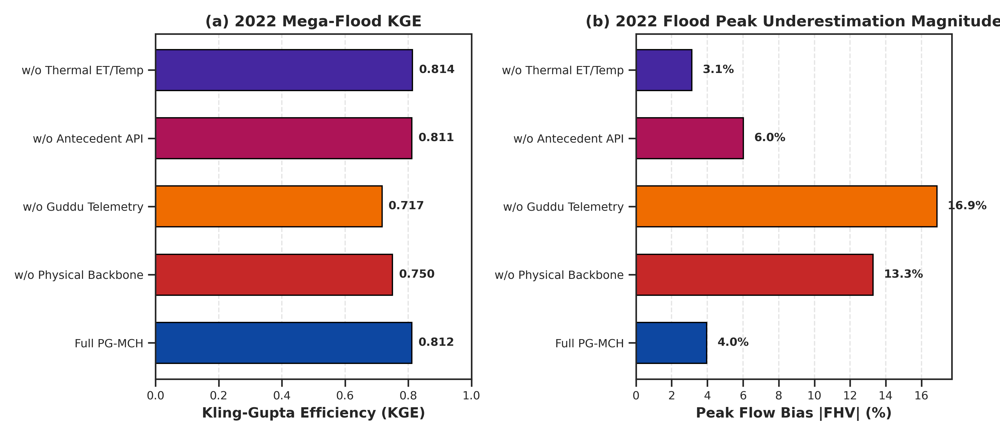 (a) 2022 Mega-Flood KGE
w/o Thermal ET/Temp
0.814
w/o Antecedent API
0.811
w/o Guddu Telemetry
0.717
w/o Physical Backbone
0.750
Full PG-MCH
0.812
0.0 0.2 0.4 0.6 0.8 1.0
Kling-Gupta Efficiency (KGE)
(b) 2022 Flood Peak Underestimation Magnitude
w/o Thermal ET/Temp
3.1%
w/o Antecedent API
6.0%
w/o Guddu Telemetry
16.9%
w/o Physical Backbone
13.3%
Full PG-MCH
4.0%
0 2 4 6 8 10 12 14 16
Peak Flow Bias |FHV| (%)